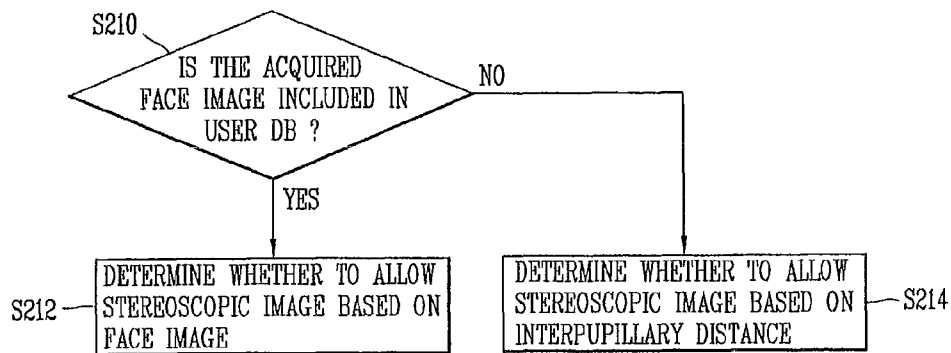 S210
IS THE ACQUIRED
FACE IMAGE INCLUDED IN
USER DB ?
NO
YES
S212
DETERMINE WHETHER TO ALLOW
STEREOSCOPIC IMAGE BASED ON
FACE IMAGE
DETERMINE WHETHER TO ALLOW
STEREOSCOPIC IMAGE BASED ON
INTERPUPILLARY DISTANCE
S214